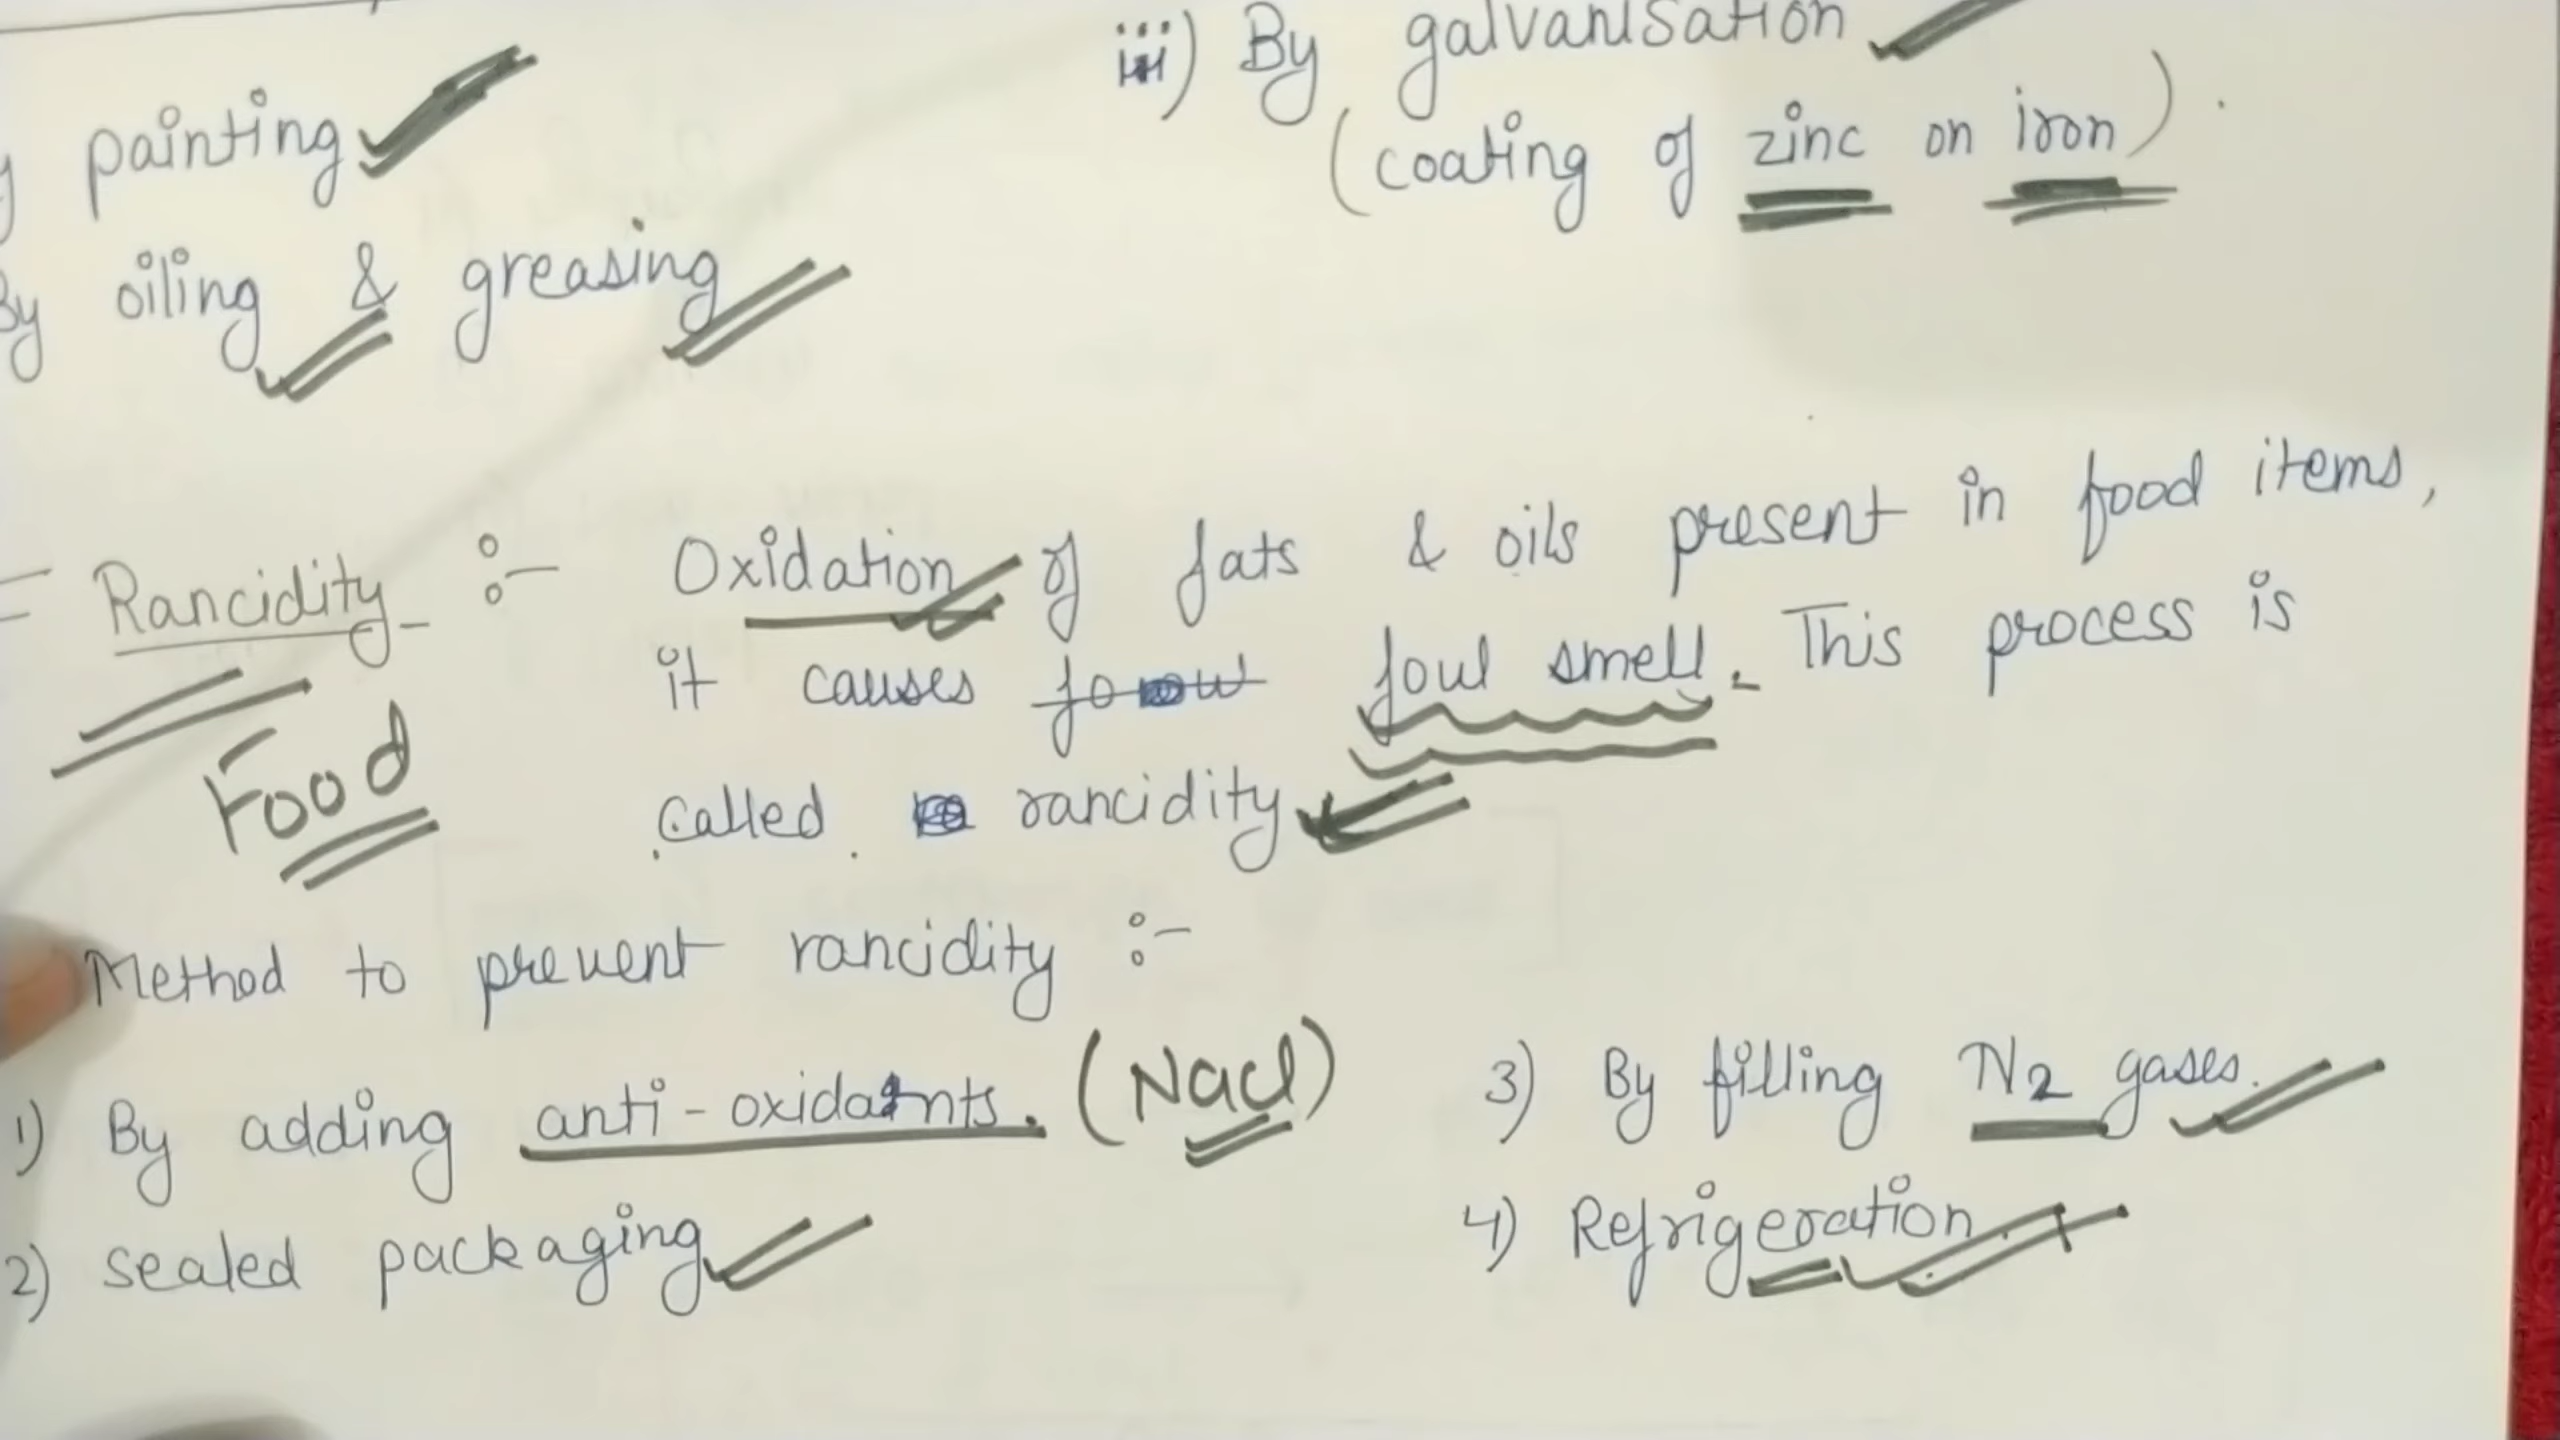 iii) By galvanisation
painting
(coating of zinc on iron).
By oiling & greasing
Rancidity :- Oxidation of fats & oils present in food items,
it causes foul smell. This process is
Food
called rancidity
Method to prevent rancidity :-
1) By adding anti-oxidants. (NaCl)
3) By filling N2 gases.
2) sealed packaging
4) Refrigeration.